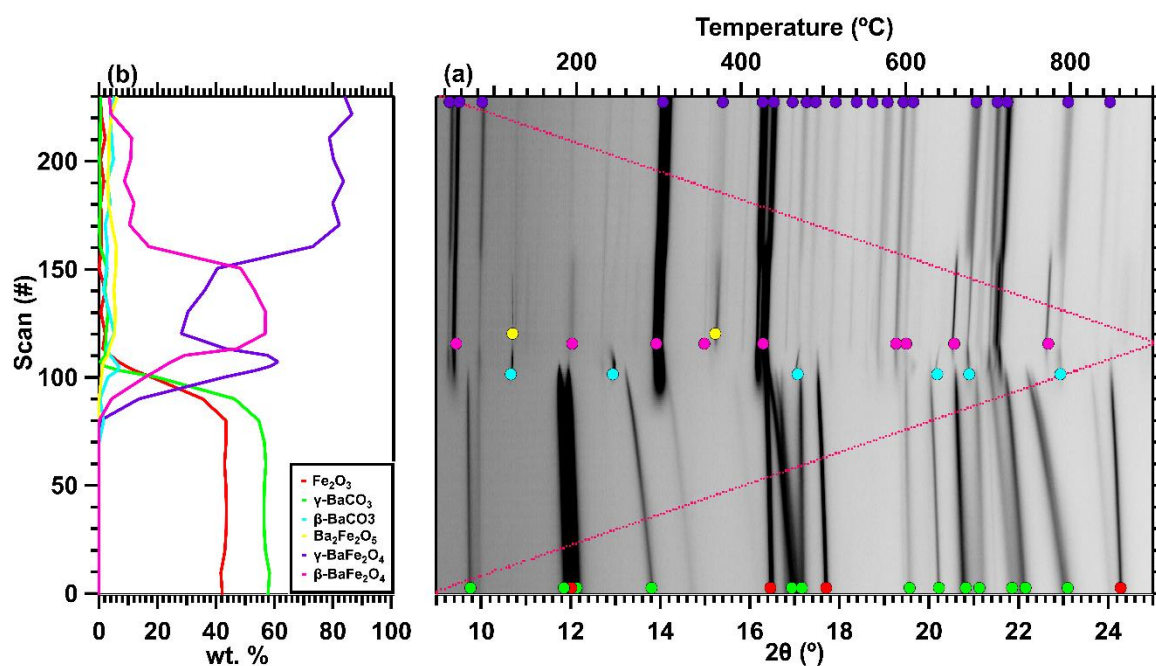 Temperature (ºC)
200 400 600 800
(b) (a)
Scan (#)
200
150
100
50
0
Fe₂O₃
γ-BaCO₃
β-BaCO3
Ba₂Fe₂O₅
γ-BaFe₂O₄
β-BaFe₂O₄
0 20 40 60 80 100
wt. %
10 12 14 16 18 20 22 24
2θ (º)